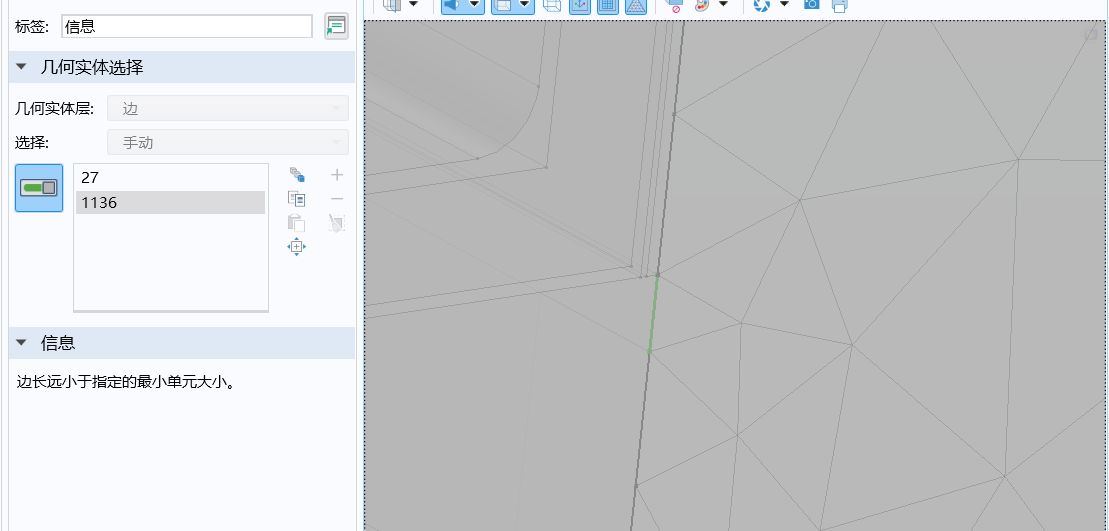 标签:
信息
几何实体选择
几何实体层:
边
选择:
手动
27
1136
信息
边长远小于指定的最小单元大小。